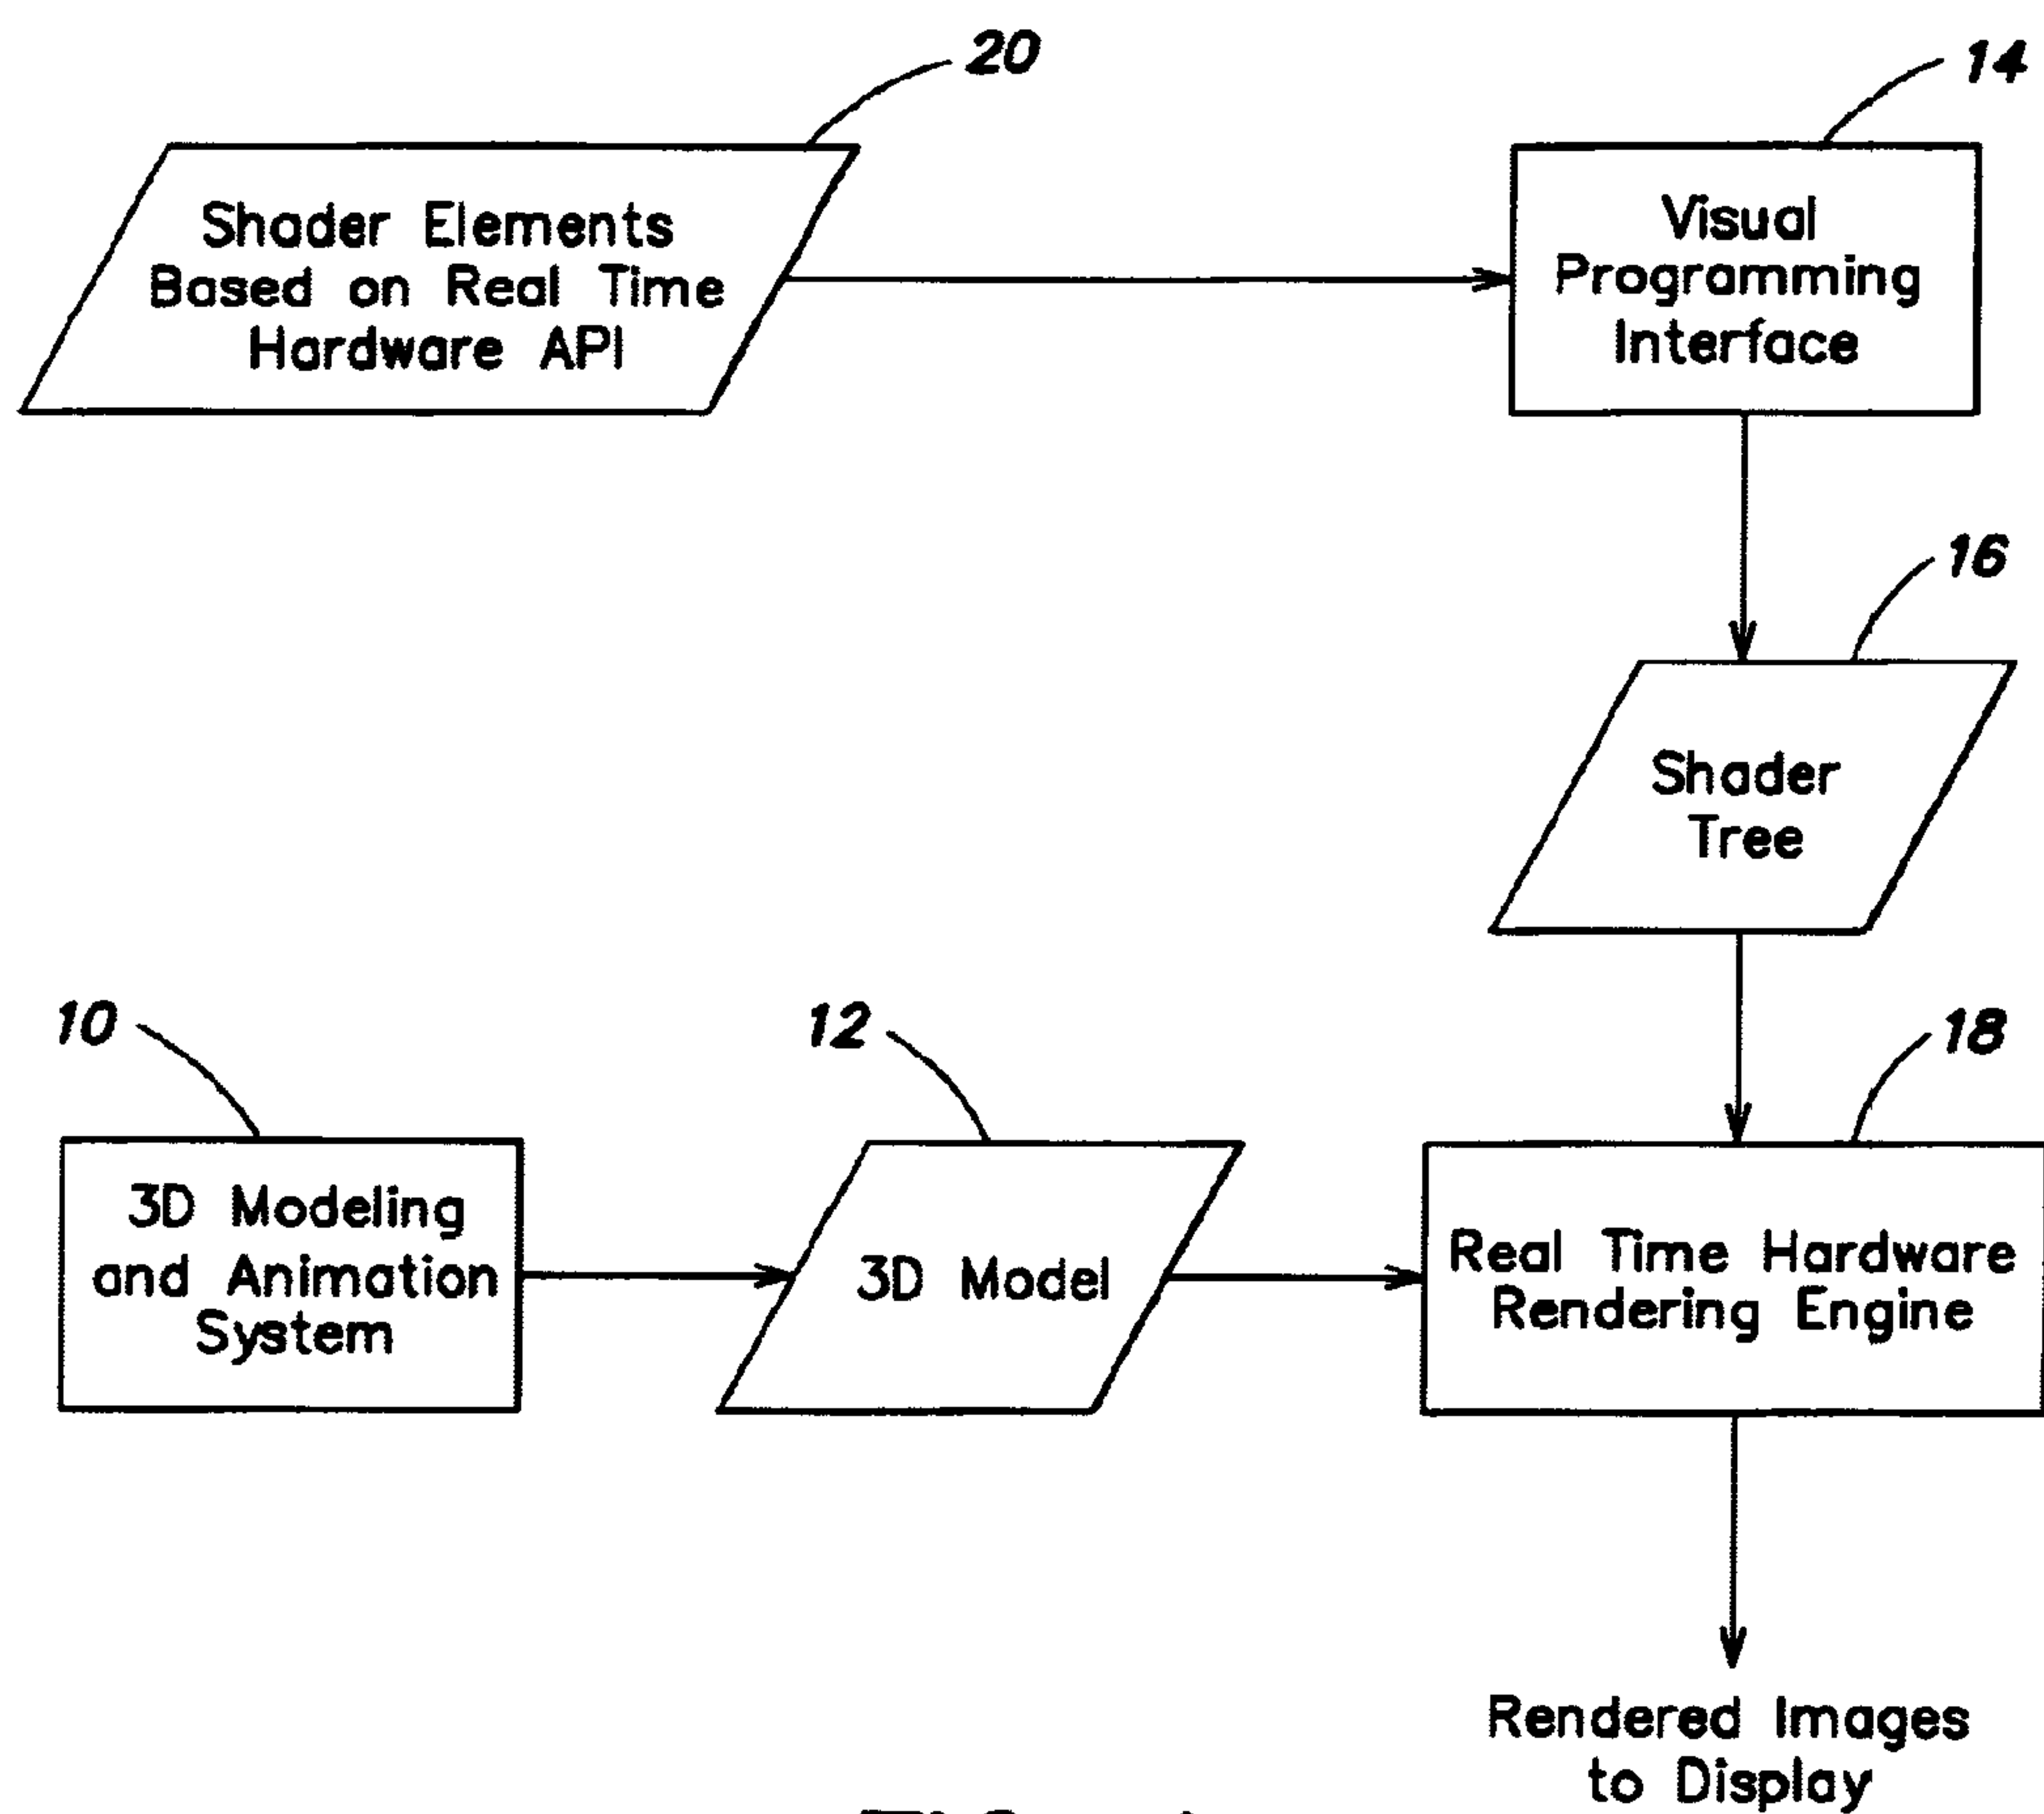 20
14
Shader Elements
Based on Real Time
Hardware API
Visual
Programming
Interface
16
Shader
Tree
10
12
18
3D Modeling
and Animation
System
3D Model
Real Time Hardware
Rendering Engine
Rendered Images
to Display